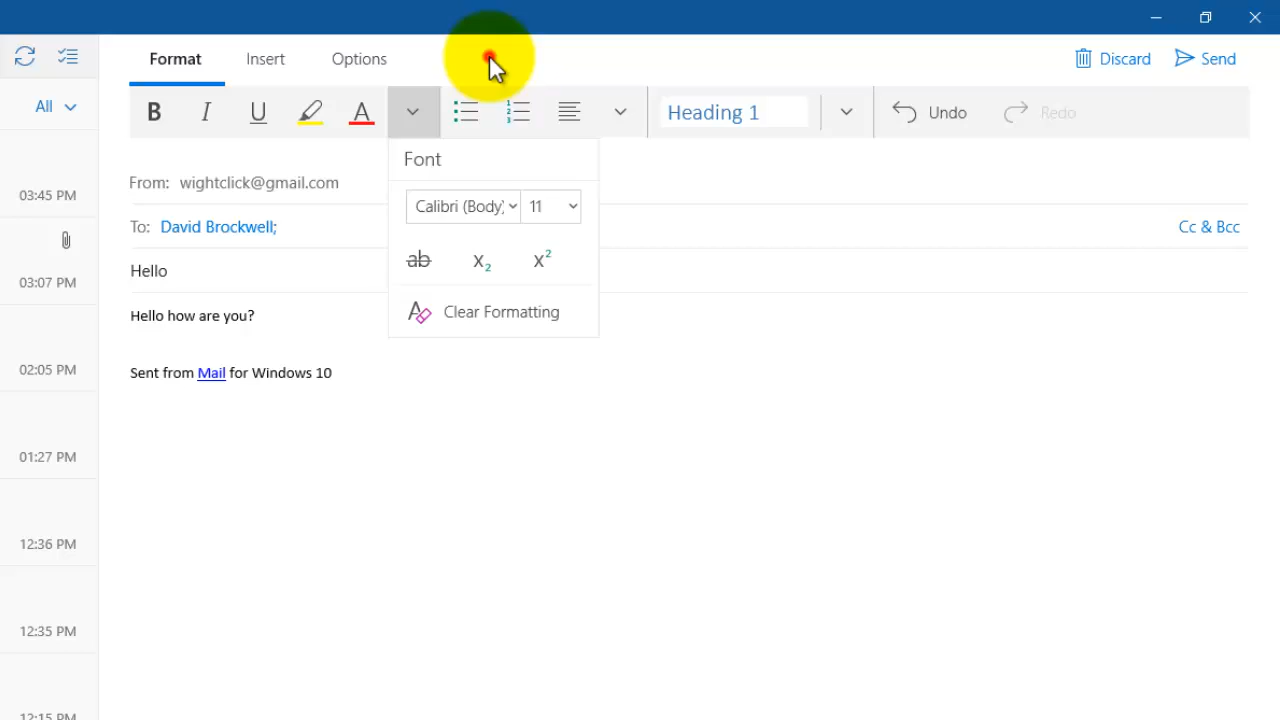 Format Insert Options Discard Send
All
B I U A Heading 1 Undo Redo
Font
From: wightclick@gmail.com
03:45 PM
Calibri (Body) 11
To: David Brockwell; Cc & Bcc
ab x2 x2
Hello
03:07 PM
Clear Formatting
Hello how are you?
02:05 PM
Sent from Mail for Windows 10
01:27 PM
12:36 PM
12:35 PM
12:15 PM